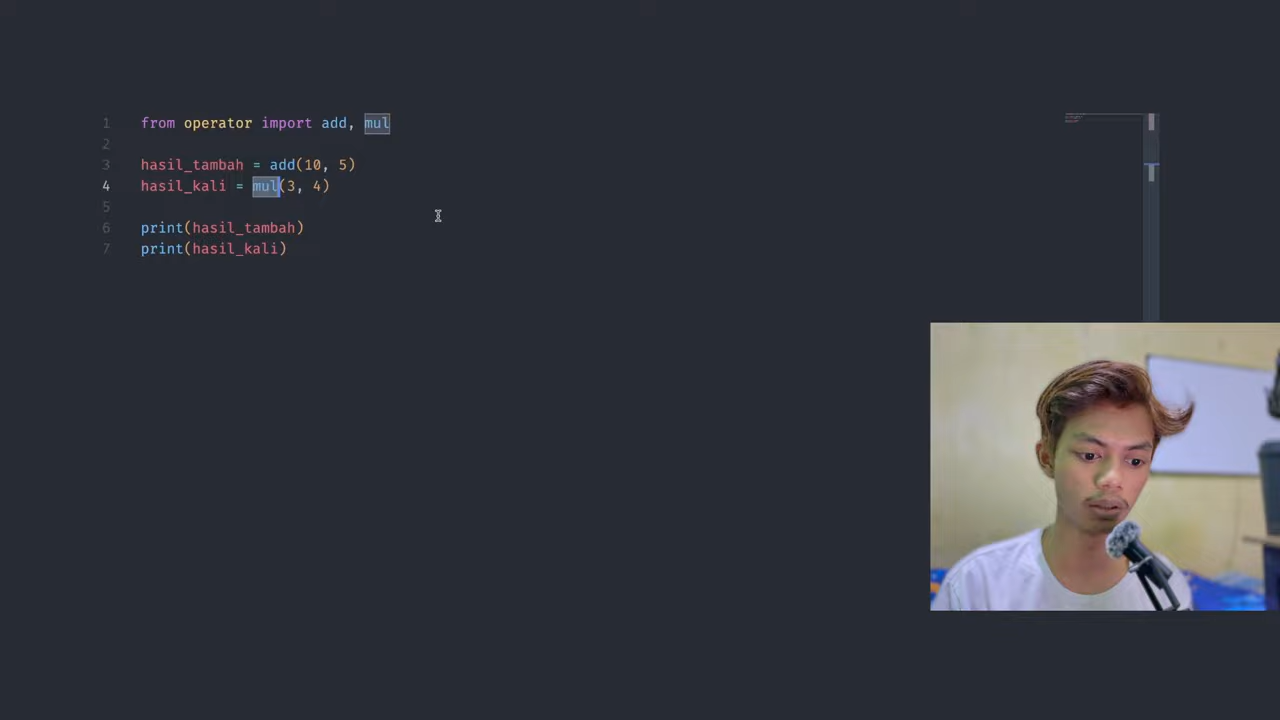 1 from operator import add, mul
2
3 hasil_tambah = add(10, 5)
4 hasil_kali = mul(3, 4)
5
6 print(hasil_tambah)
7 print(hasil_kali)